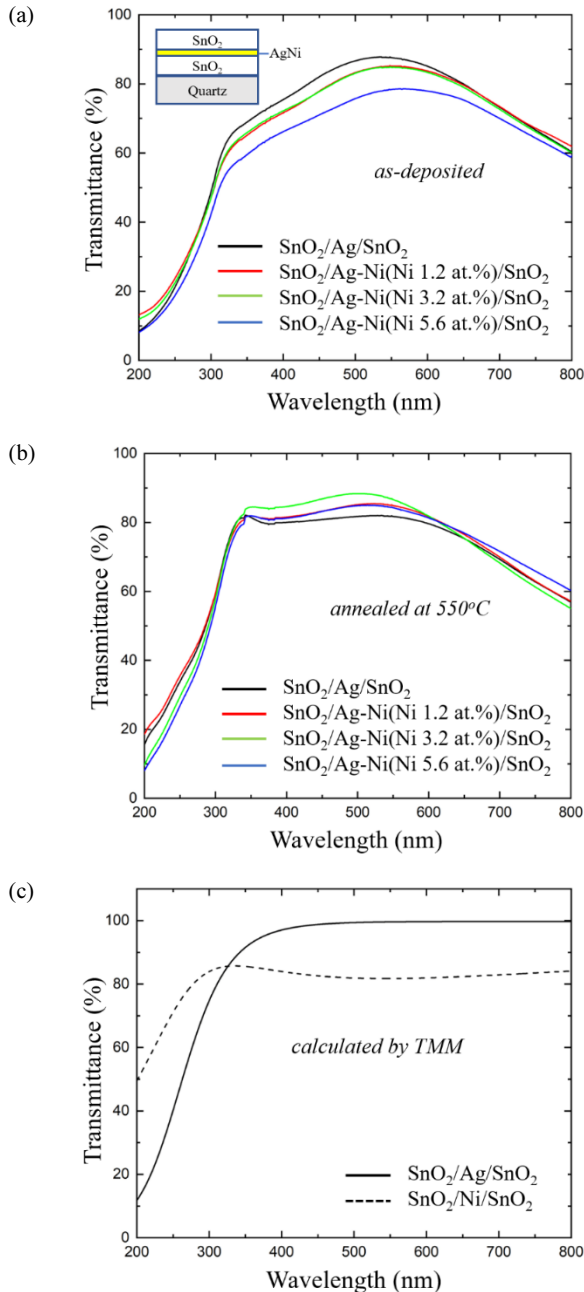 (a)
SnO₂
AgNi
SnO₂
Quartz
as-deposited
SnO₂/Ag/SnO₂
SnO₂/Ag-Ni(Ni 1.2 at.%)/SnO₂
SnO₂/Ag-Ni(Ni 3.2 at.%)/SnO₂
SnO₂/Ag-Ni(Ni 5.6 at.%)/SnO₂
Transmittance (%)
100
80
60
40
20
0
200 300 400 500 600 700 800
Wavelength (nm)
(b)
annealed at 550°C
SnO₂/Ag/SnO₂
SnO₂/Ag-Ni(Ni 1.2 at.%)/SnO₂
SnO₂/Ag-Ni(Ni 3.2 at.%)/SnO₂
SnO₂/Ag-Ni(Ni 5.6 at.%)/SnO₂
Transmittance (%)
100
80
60
40
20
0
200 300 400 500 600 700 800
Wavelength (nm)
(c)
calculated by TMM
SnO₂/Ag/SnO₂
SnO₂/Ni/SnO₂
Transmittance (%)
100
80
60
40
20
0
200 300 400 500 600 700 800
Wavelength (nm)